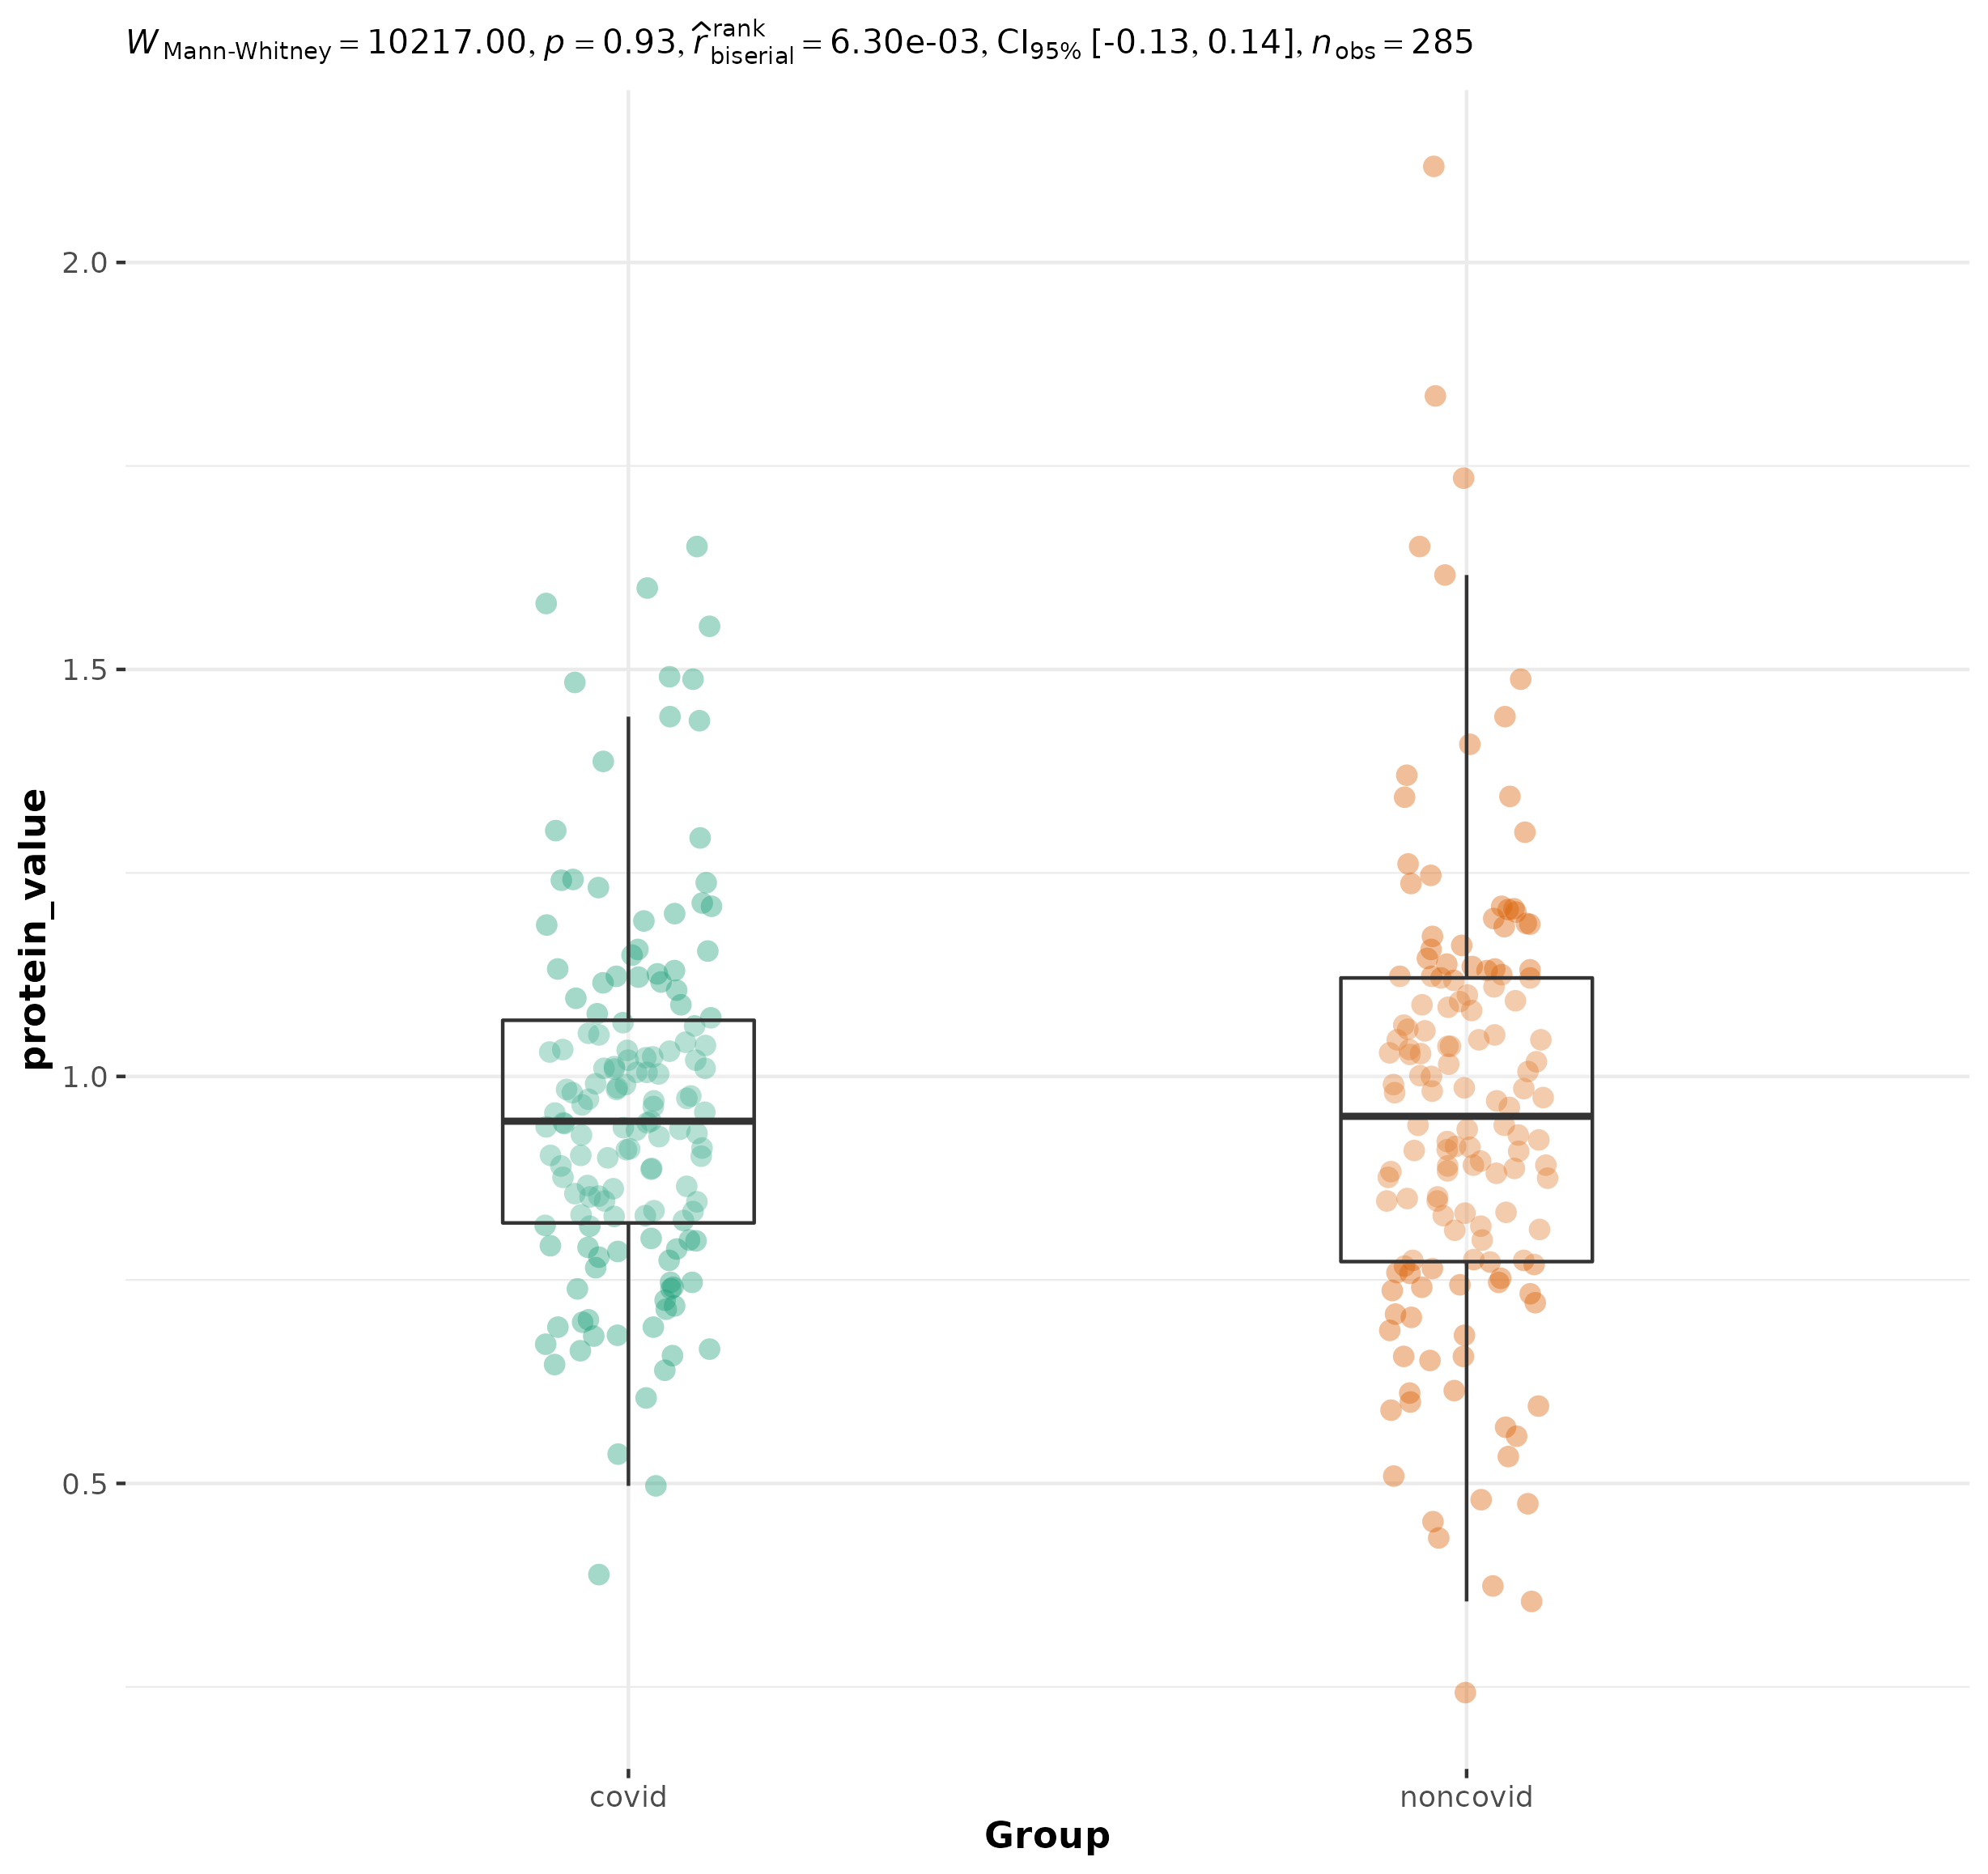 W Mann-Whitney = 10217.00, p = 0.93, r̂ rank biserial = 6.30e-03, CI95% [-0.13, 0.14], nobs = 285
2.0
1.5
1.0
0.5
protein_value
covid noncovid
Group